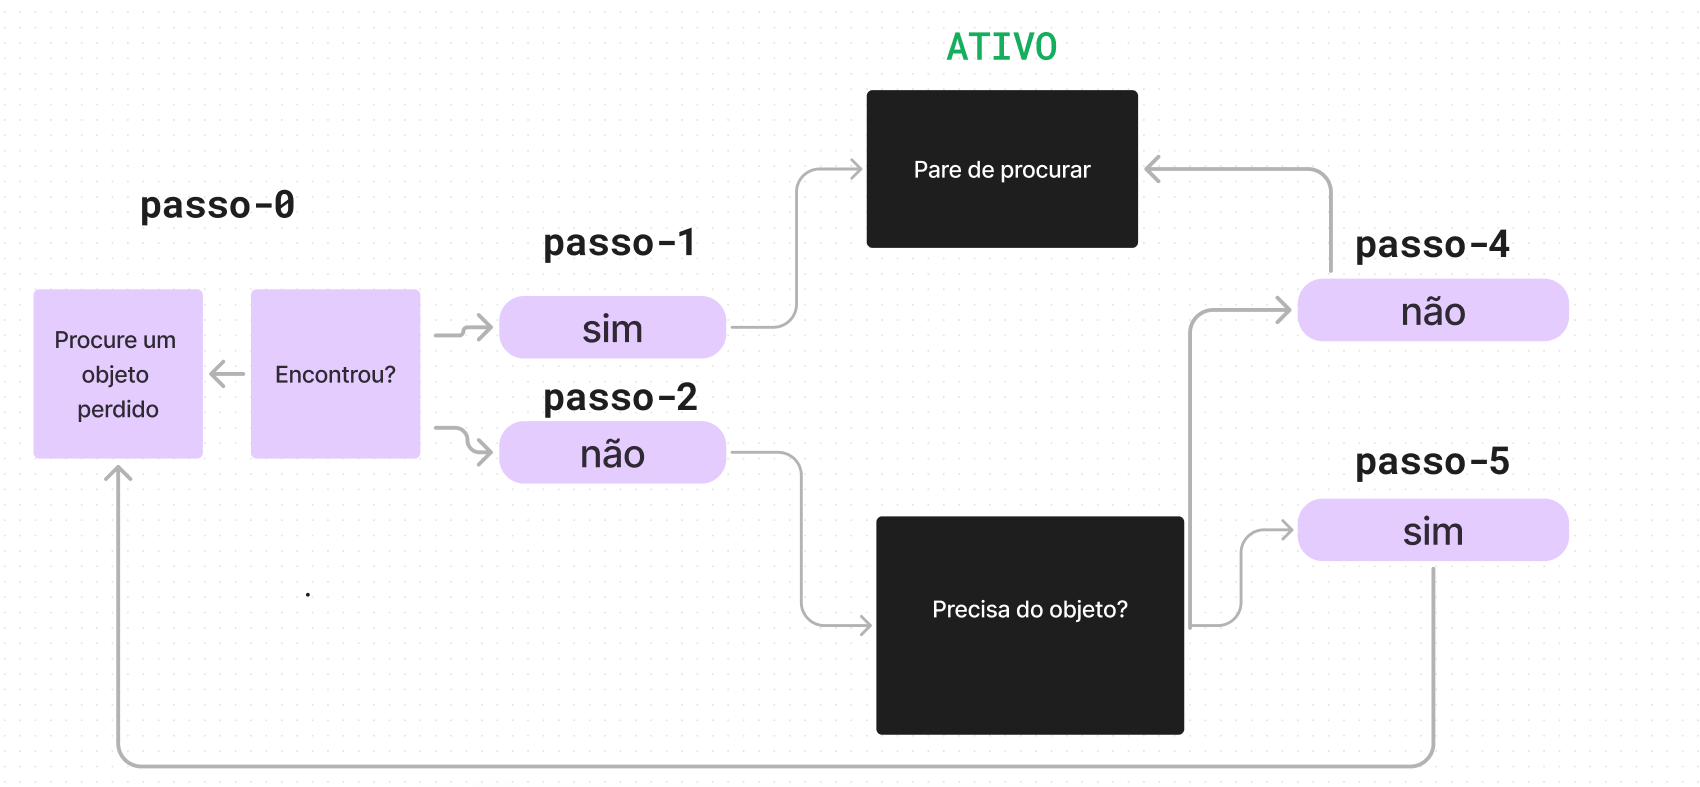 ATIVO
Pare de procurar
passo-0
passo-1
passo-4
Procure um
objeto
perdido
Encontrou?
sim
não
passo-2
não
passo-5
sim
Precisa do objeto?